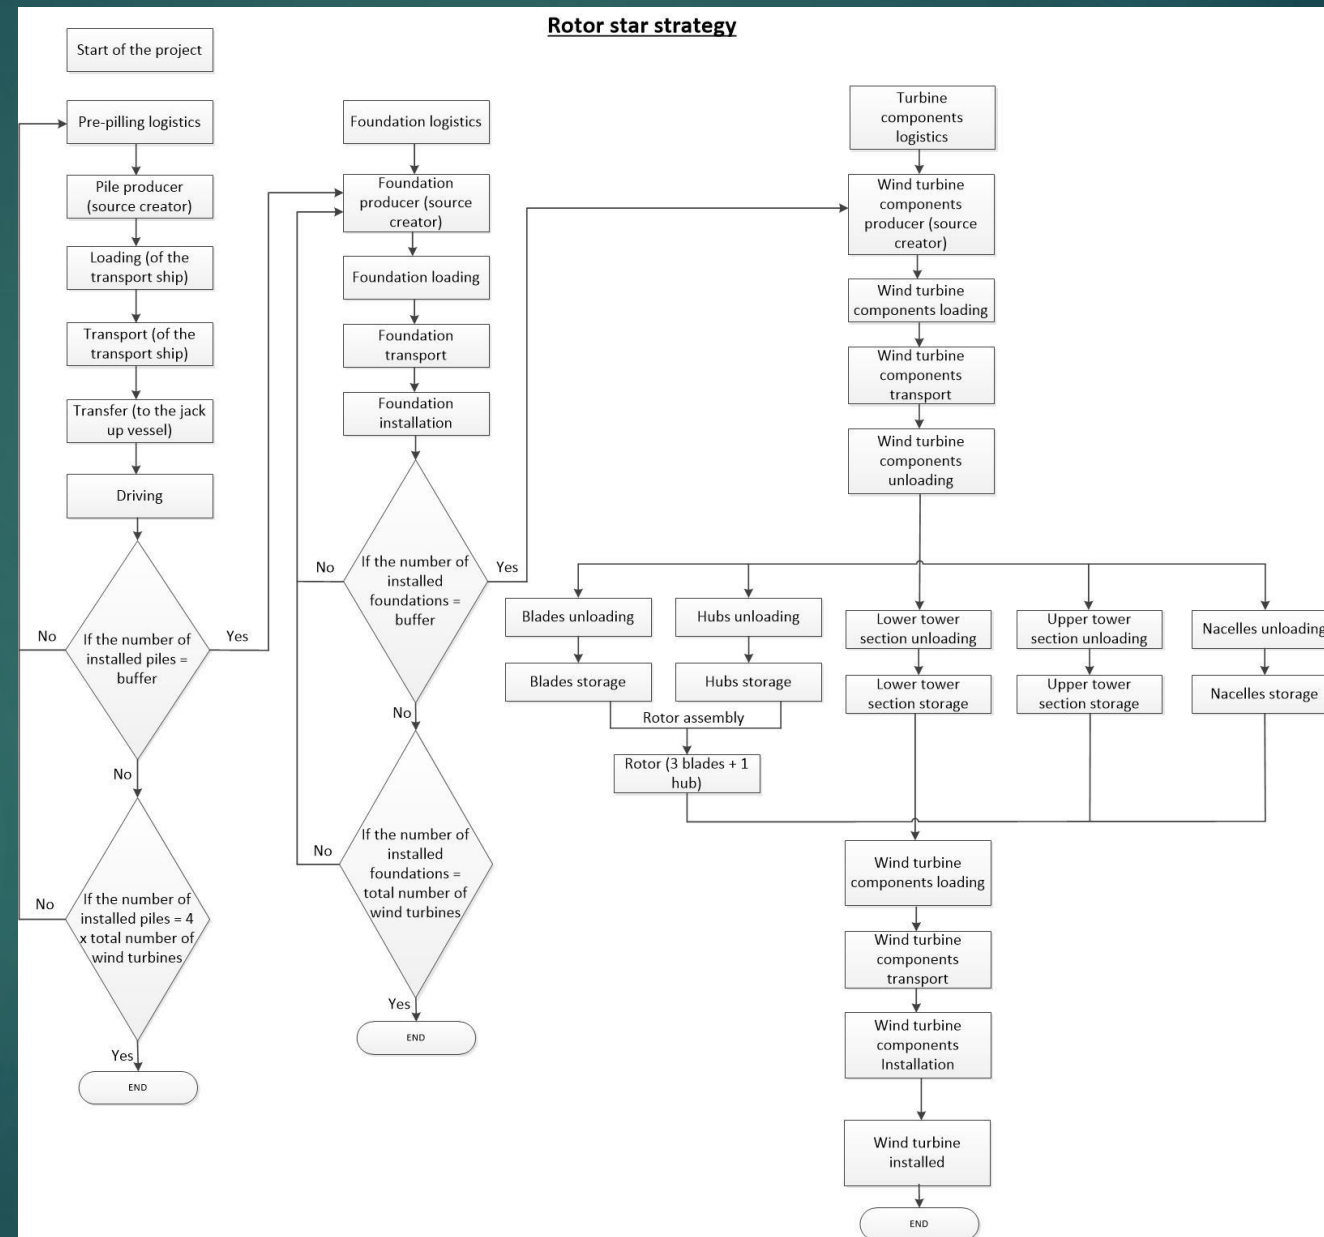 Rotor star strategy
Start of the project
Pre-pilling logistics
Pile producer
(source creator)
Loading (of the
transport ship)
Transport (of the
transport ship)
Transfer (to the jack
up vessel)
Driving
If the number of
installed piles =
buffer
No
Yes
No
If the number of
installed piles = 4
x total number of
wind turbines
No
Yes
END
Foundation logistics
Foundation
producer (source
creator)
Foundation loading
Foundation
transport
Foundation
installation
If the number of
installed
foundations =
buffer
No
Yes
No
If the number of
installed
foundations =
total number of
wind turbines
No
Yes
END
Turbine
components
logistics
Wind turbine
components
producer (source
creator)
Wind turbine
components loading
Wind turbine
components
transport
Wind turbine
components
unloading
Blades unloading
Hubs unloading
Lower tower
section unloading
Upper tower
section unloading
Nacelles unloading
Blades storage
Hubs storage
Lower tower
section storage
Upper tower
section storage
Nacelles storage
Rotor assembly
Rotor (3 blades + 1
hub)
Wind turbine
components loading
Wind turbine
components
transport
Wind turbine
components
Installation
Wind turbine
installed
END